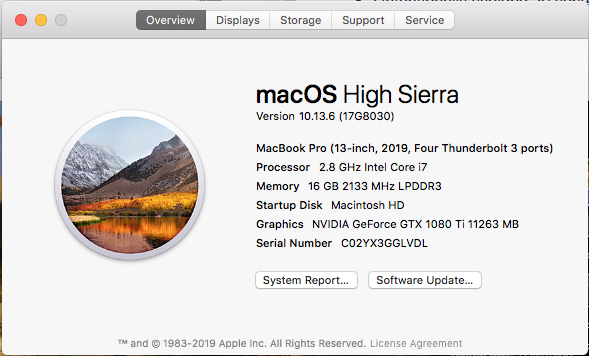 Overview Displays Storage Support Service
macOS High Sierra
Version 10.13.6 (17G8030)
MacBook Pro (13-inch, 2019, Four Thunderbolt 3 ports)
Processor 2.8 GHz Intel Core i7
Memory 16 GB 2133 MHz LPDDR3
Startup Disk Macintosh HD
Graphics NVIDIA GeForce GTX 1080 Ti 11263 MB
Serial Number C02YX3GGLVDL
System Report... Software Update...
™ and © 1983-2019 Apple Inc. All Rights Reserved. License Agreement